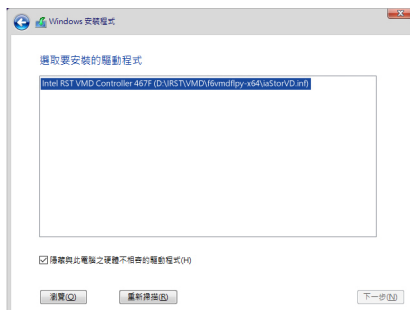 Windows 安裝程式
選取要安裝的驅動程式
Intel RST VMD Controller 467F (D:\IRST\VMD\f6vmdflpy-x64\iaStorVD.inf)
隱藏與此電腦之硬體不相容的驅動程式(H)
瀏覽(O)
重新掃描(R)
下一步(N)